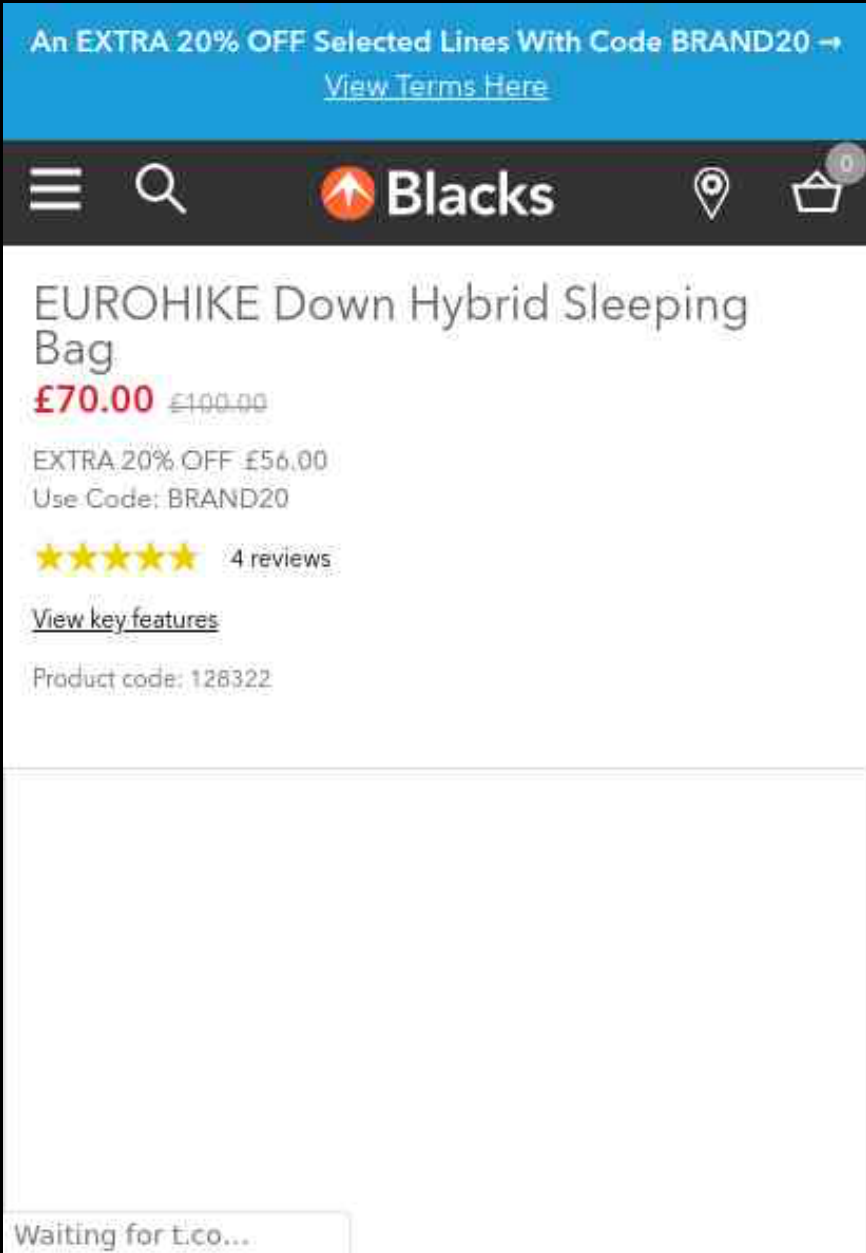 An EXTRA 20% OFF Selected Lines With Code BRAND20 →
View Terms Here
0
Blacks
EUROHIKE Down Hybrid Sleeping
Bag
£70.00 £100.00
EXTRA 20% OFF £56.00
Use Code: BRAND20
4 reviews
View key features
Product code: 128322
Waiting for t.co...